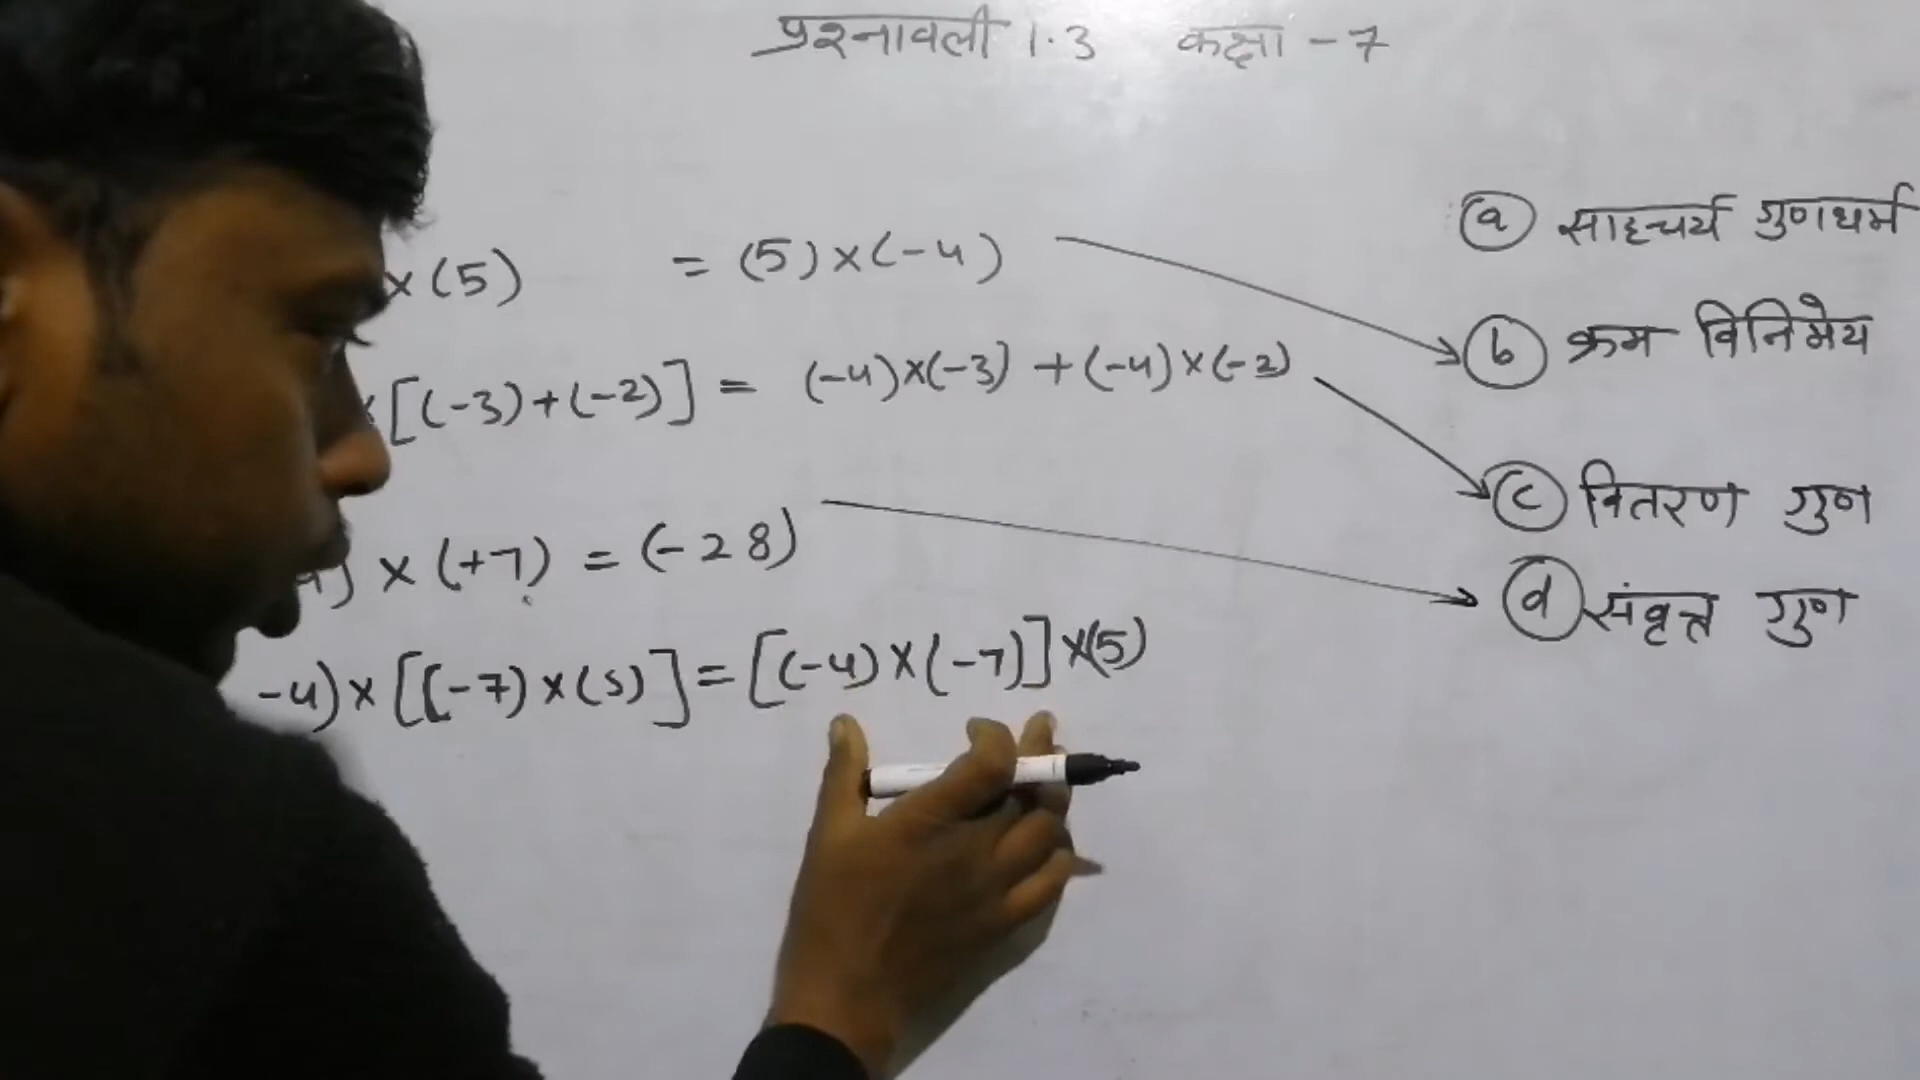 प्रश्नावली 1.3 कक्षा - 7
×(5) = (5)×(-4)
[(-3)+(-2)] = (-4)×(-3) + (-4)×(-2)
) × (+7) = (-28)
-4)× [(-7)×(5)] = [(-4)×(-7)]×(5)
(a) साहचर्य गुणधर्म
(b) क्रम विनिमेय
(c) वितरण गुण
(d) संवृत्त गुण